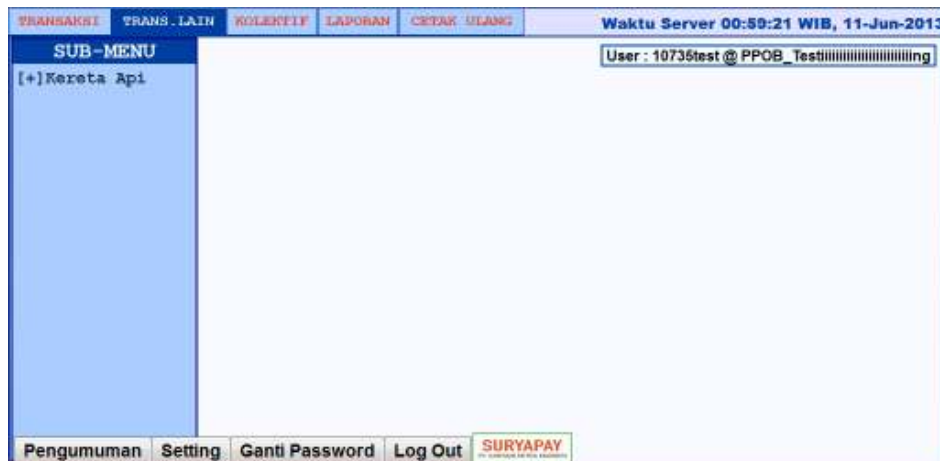 TRANSAKSI TRANS.LAIN KOLEKTIF LAPORAN CETAK ULANG Waktu Server 00:59:21 WIB, 11-Jun-2013
SUB-MENU User : 10735test @ PPOB_Testiiiiiiiiiiiiiiiiiiiiiiiiiing
[+]Kereta Api
Pengumuman Setting Ganti Password Log Out SURYAPAY